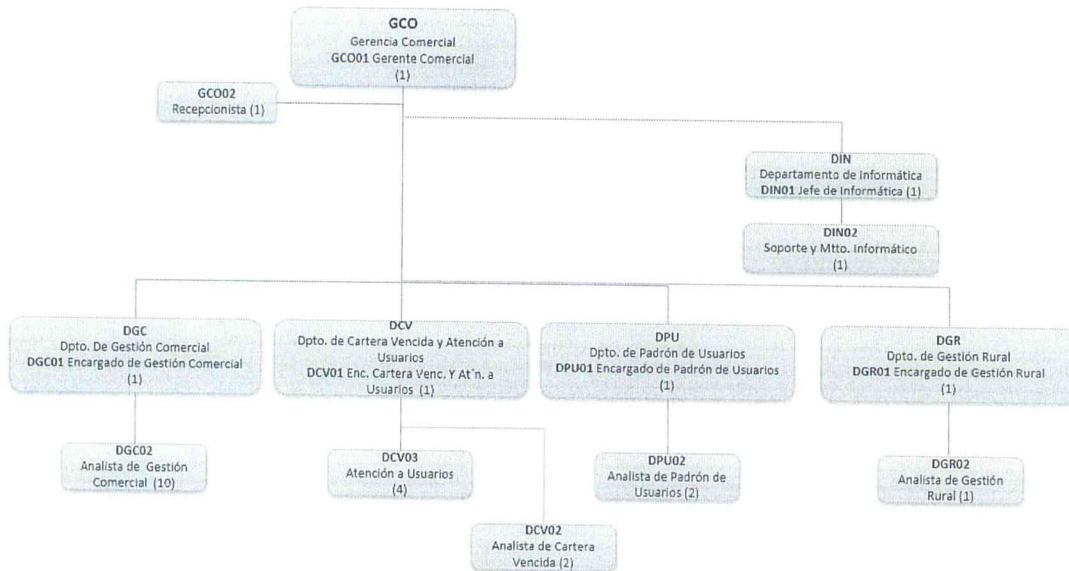 GCO
Gerencia Comercial
GCO01 Gerente Comercial
(1)
GCO02
Recepcionista (1)
DIN
Departamento de Informática
DIN01 Jefe de Informática (1)
DIN02
Soporte y Mtto. Informático
(1)
DGC
Dpto. De Gestión Comercial
DGC01 Encargado de Gestión Comercial
(1)
DCV
Dpto. de Cartera Vencida y Atención a
Usuarios
DCV01 Enc. Cartera Venc. Y At´n. a
Usuarios (1)
DPU
Dpto. de Padrón de Usuarios
DPU01 Encargado de Padrón de Usuarios
(1)
DGR
Dpto. de Gestión Rural
DGR01 Encargado de Gestión Rural
(1)
DGC02
Analista de Gestión
Comercial (10)
DCV03
Atención a Usuarios
(4)
DPU02
Analista de Padrón de
Usuarios (2)
DGR02
Analista de Gestión
Rural (1)
DCV02
Analista de Cartera
Vencida (2)